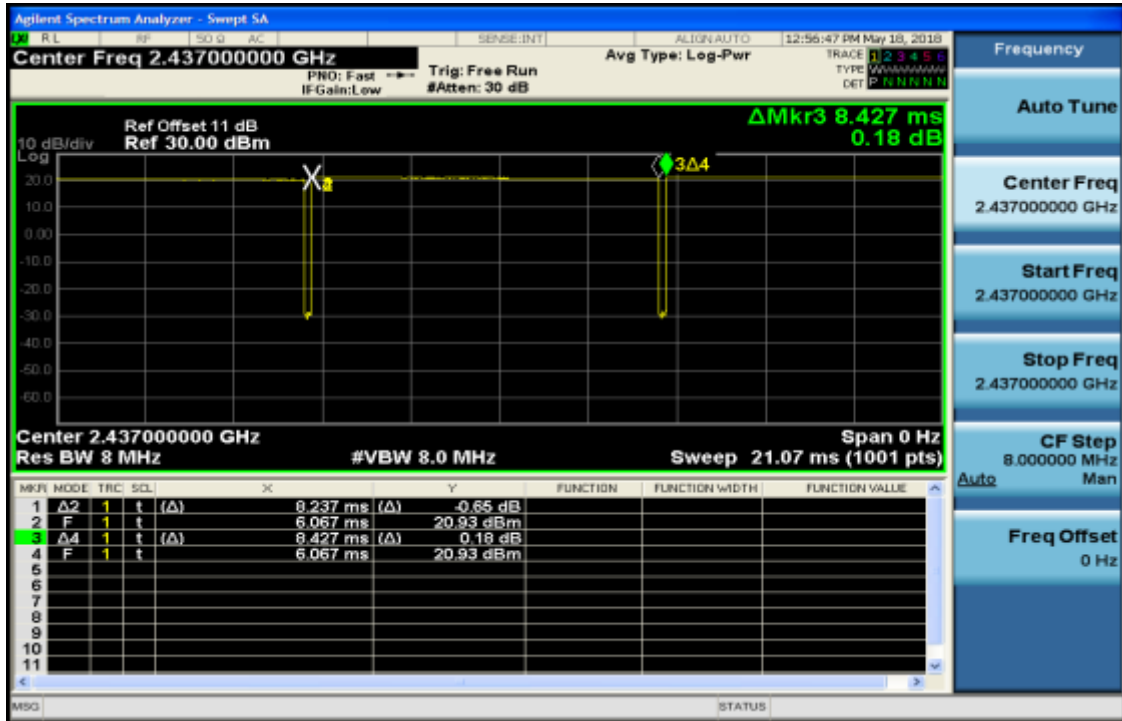 Agilent Spectrum Analyzer - Swept SA
RL RF 50 Ω AC SENSE:INT ALIGN AUTO 12:56:47 PM May 18, 2018
Center Freq 2.437000000 GHz
PNO: Fast
IFGain:Low
Trig: Free Run
#Atten: 30 dB
Avg Type: Log-Pwr
TRACE 1 2 3 4 5 6
TYPE
DET P N N N N N
ΔMkr3 8.427 ms
0.18 dB
Ref Offset 11 dB
10 dB/div Ref 30.00 dBm
Log
20.0
10.0
0.00
-10.0
-20.0
-30.0
-40.0
-50.0
-60.0
3Δ4
Center 2.437000000 GHz Span 0 Hz
Res BW 8 MHz #VBW 8.0 MHz Sweep 21.07 ms (1001 pts)
MKR MODE TRC SCL X Y FUNCTION FUNCTION WIDTH FUNCTION VALUE
1 Δ2 1 t (Δ) 8.237 ms (Δ) -0.65 dB
2 F 1 t 6.067 ms 20.93 dBm
3 Δ4 1 t (Δ) 8.427 ms (Δ) 0.18 dB
4 F 1 t 6.067 ms 20.93 dBm
5
6
7
8
9
10
11
MSG STATUS
Frequency
Auto Tune
Center Freq
2.437000000 GHz
Start Freq
2.437000000 GHz
Stop Freq
2.437000000 GHz
CF Step
8.000000 MHz
Auto Man
Freq Offset
0 Hz